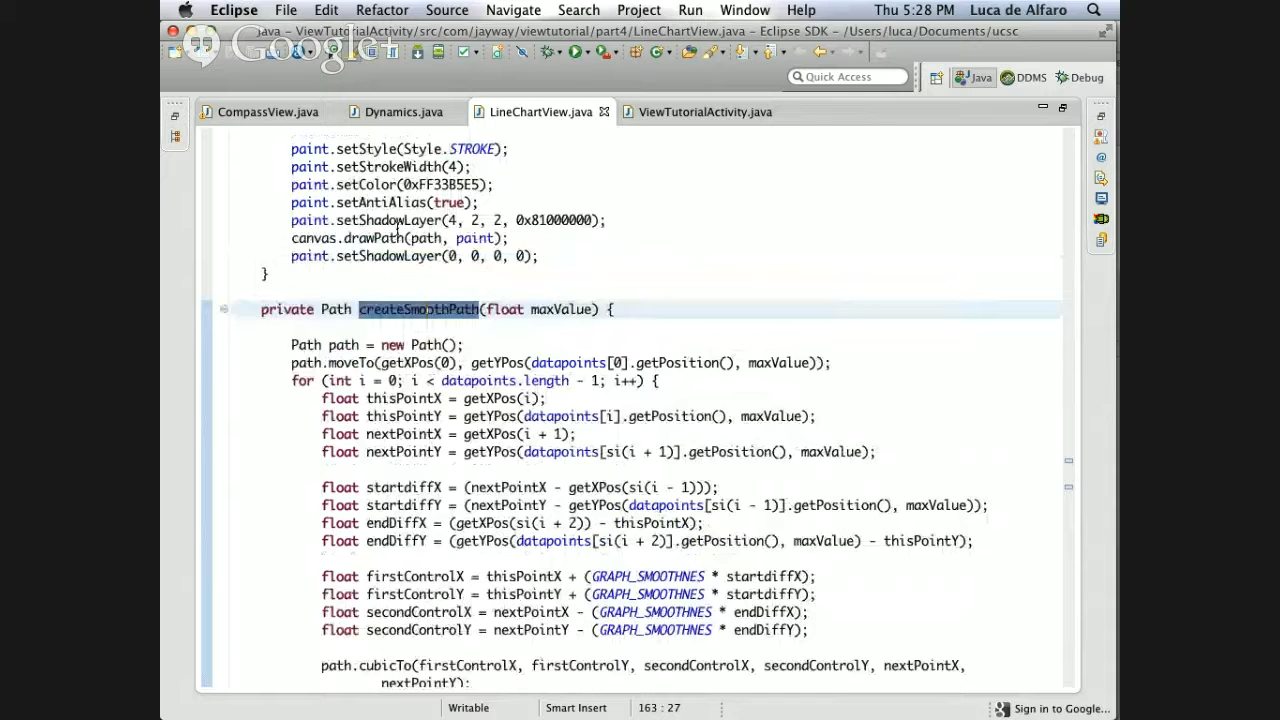 Eclipse File Edit Refactor Source Navigate Search Project Run Window Help Thu 5:28 PM Luca de Alfaro
java – ViewTutorialActivity/src/com/jayway/viewtutorial/part4/LineChartView.java – Eclipse SDK – /Users/luca/Documents/ucsc
Google+
Quick Access Java DDMS Debug
CompassView.java Dynamics.java LineChartView.java ViewTutorialActivity.java
paint.setStyle(Style.STROKE);
paint.setStrokeWidth(4);
paint.setColor(0xFF33B5E5);
paint.setAntiAlias(true);
paint.setShadowLayer(4, 2, 2, 0x81000000);
canvas.drawPath(path, paint);
paint.setShadowLayer(0, 0, 0, 0);
}
private Path createSmoothPath(float maxValue) {
Path path = new Path();
path.moveTo(getXPos(0), getYPos(datapoints[0].getPosition(), maxValue));
for (int i = 0; i < datapoints.length - 1; i++) {
float thisPointX = getXPos(i);
float thisPointY = getYPos(datapoints[i].getPosition(), maxValue);
float nextPointX = getXPos(i + 1);
float nextPointY = getYPos(datapoints[si(i + 1)].getPosition(), maxValue);
float startdiffX = (nextPointX - getXPos(si(i - 1)));
float startdiffY = (nextPointY - getYPos(datapoints[si(i - 1)].getPosition(), maxValue));
float endDiffX = (getXPos(si(i + 2)) - thisPointX);
float endDiffY = (getYPos(datapoints[si(i + 2)].getPosition(), maxValue) - thisPointY);
float firstControlX = thisPointX + (GRAPH_SMOOTHNES * startdiffX);
float firstControlY = thisPointY + (GRAPH_SMOOTHNES * startdiffY);
float secondControlX = nextPointX - (GRAPH_SMOOTHNES * endDiffX);
float secondControlY = nextPointY - (GRAPH_SMOOTHNES * endDiffY);
path.cubicTo(firstControlX, firstControlY, secondControlX, secondControlY, nextPointX,
nextPointY);
Writable Smart Insert 163 : 27 Sign in to Google...